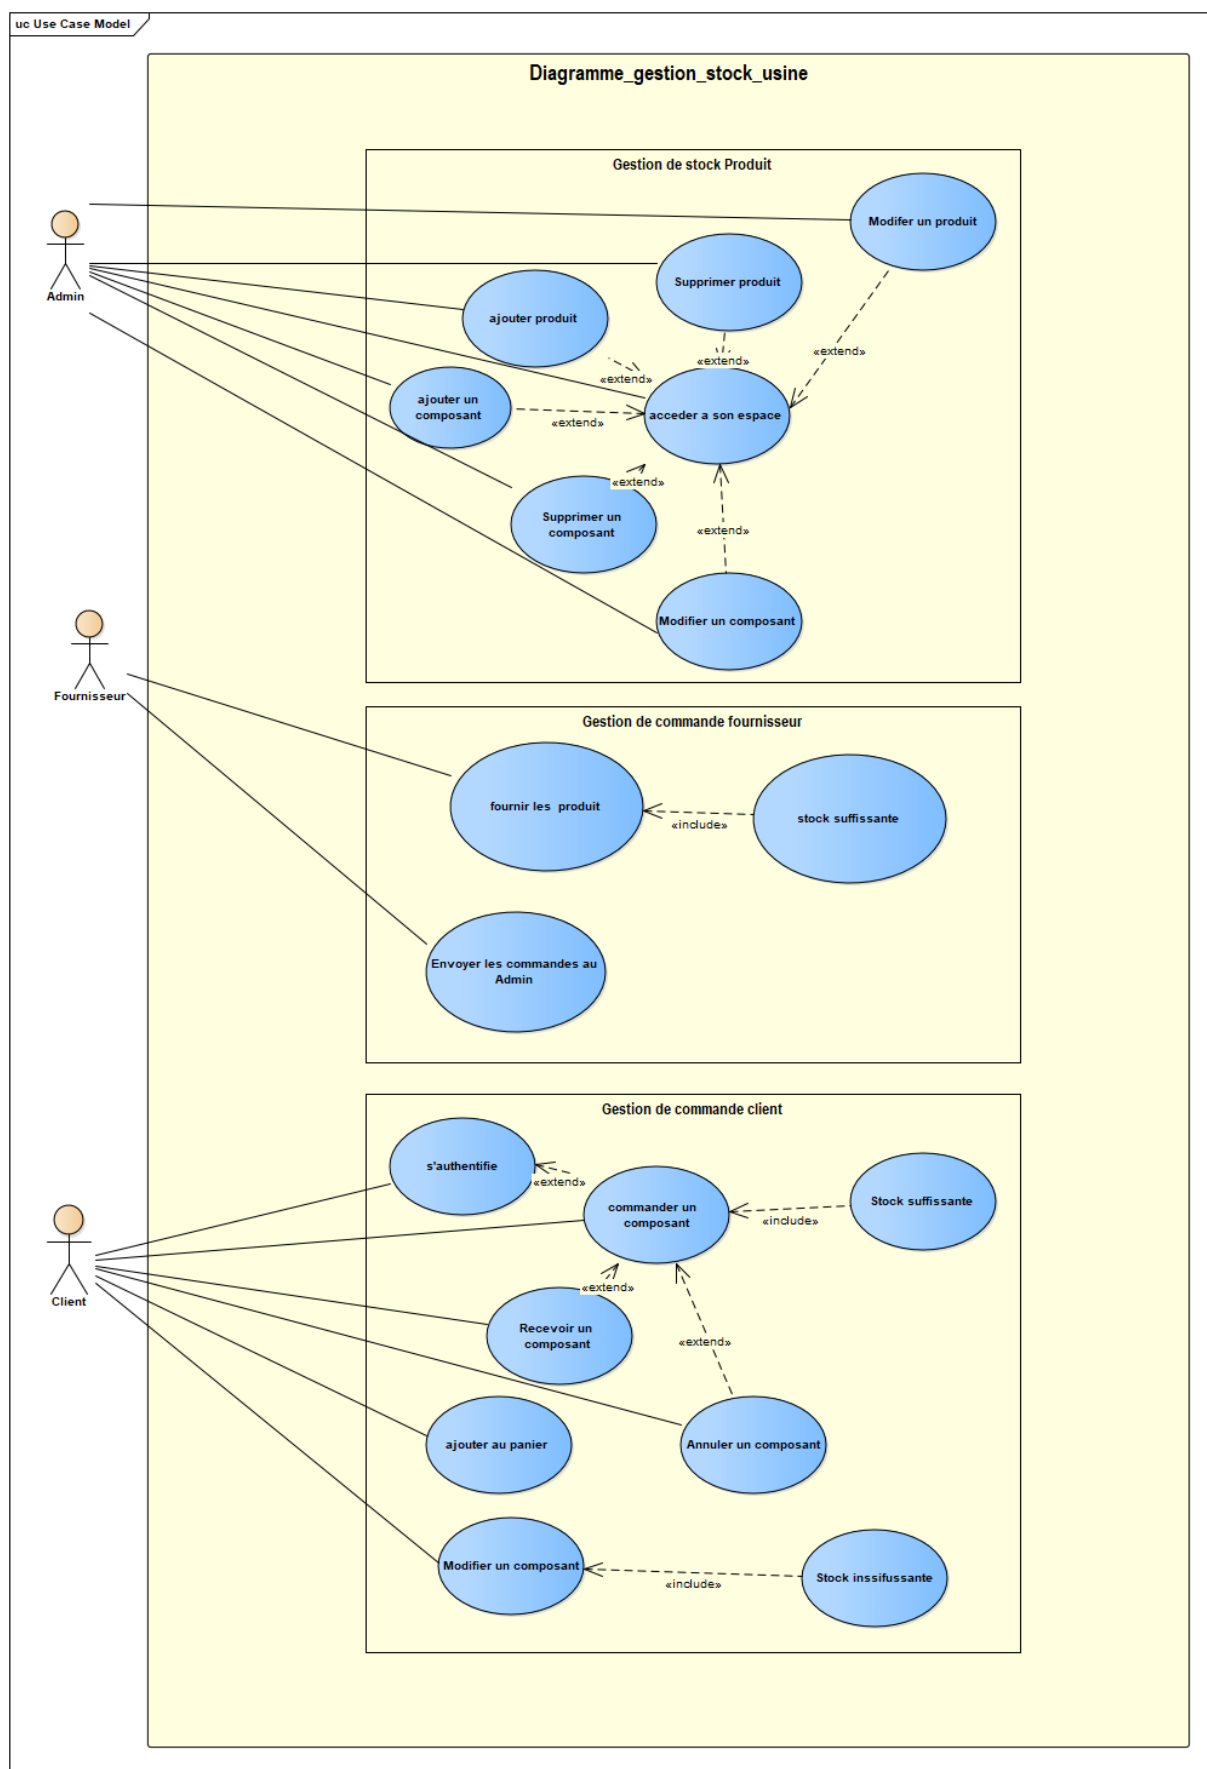 uc Use Case Model
Diagramme_gestion_stock_usine
Gestion de stock Produit
Modifer un produit
Supprimer produit
Admin
ajouter produit
«extend»
«extend»
«extend»
ajouter un
composant
acceder a son espace
«extend»
«extend»
Supprimer un
composant
«extend»
Modifier un composant
Fournisseur
Gestion de commande fournisseur
fournir les produit
stock suffissante
«include»
Envoyer les commandes au
Admin
Gestion de commande client
s'authentifie
«extend»
commander un
composant
Stock suffissante
«include»
Client
«extend»
Recevoir un
composant
«extend»
ajouter au panier
Annuler un composant
Modifier un composant
«include»
Stock inssifussante